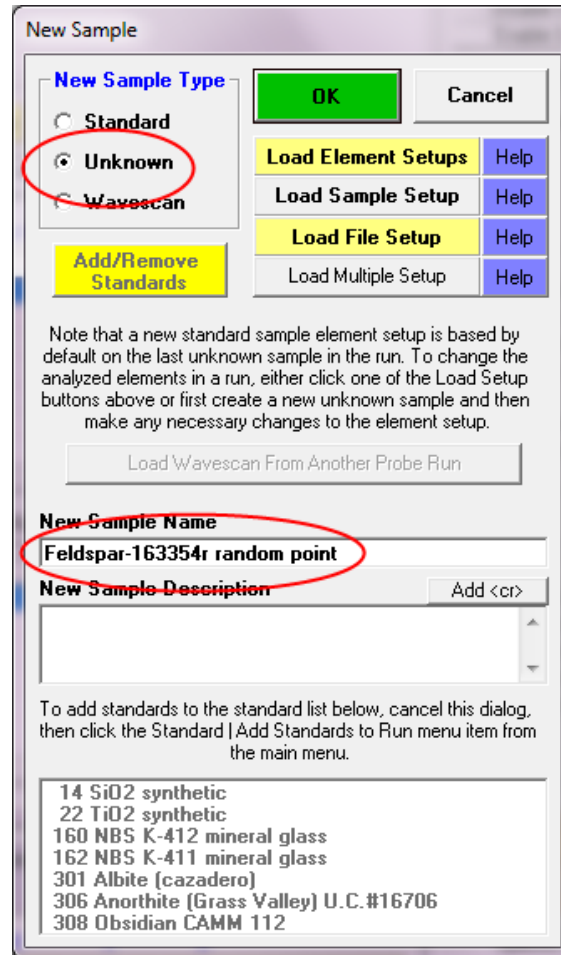 New Sample
New Sample Type
OK
Cancel
Standard
Unknown
Wavescan
Load Element Setups
Help
Load Sample Setup
Help
Load File Setup
Help
Add/Remove
Standards
Load Multiple Setup
Help
Note that a new standard sample element setup is based by
default on the last unknown sample in the run. To change the
analyzed elements in a run, either click one of the Load Setup
buttons above or first create a new unknown sample and then
make any necessary changes to the element setup.
Load Wavescan From Another Probe Run
New Sample Name
Feldspar-163354r random point
New Sample Description
Add <cr>
To add standards to the standard list below, cancel this dialog,
then click the Standard | Add Standards to Run menu item from
the main menu.
14 SiO2 synthetic
22 TiO2 synthetic
160 NBS K-412 mineral glass
162 NBS K-411 mineral glass
301 Albite (cazadero)
306 Anorthite (Grass Valley) U.C.#16706
308 Obsidian CAMM 112